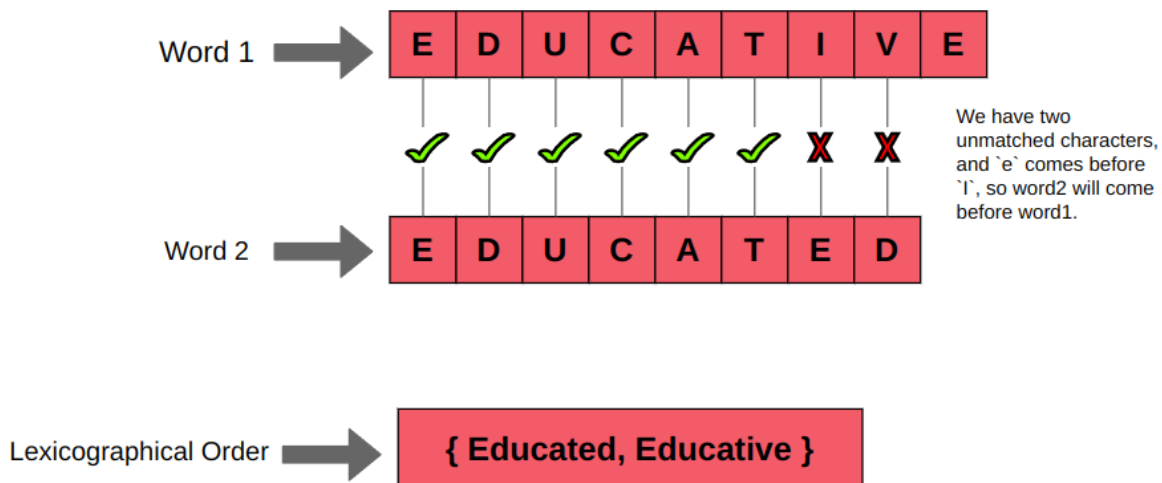 Word 1 E D U C A T I V E
X X
We have two
unmatched characters,
and `e` comes before
`I`, so word2 will come
before word1.
Word 2 E D U C A T E D
Lexicographical Order { Educated, Educative }